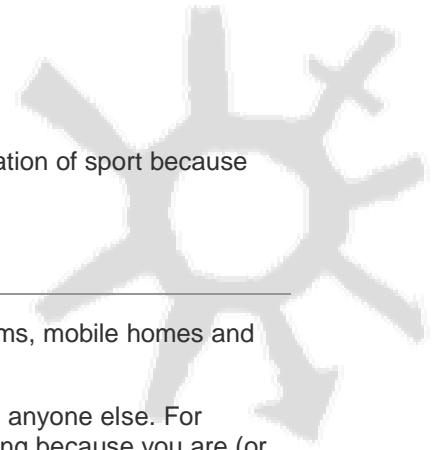 ation of sport because
ms, mobile homes and
anyone else. For
ng because you are (or